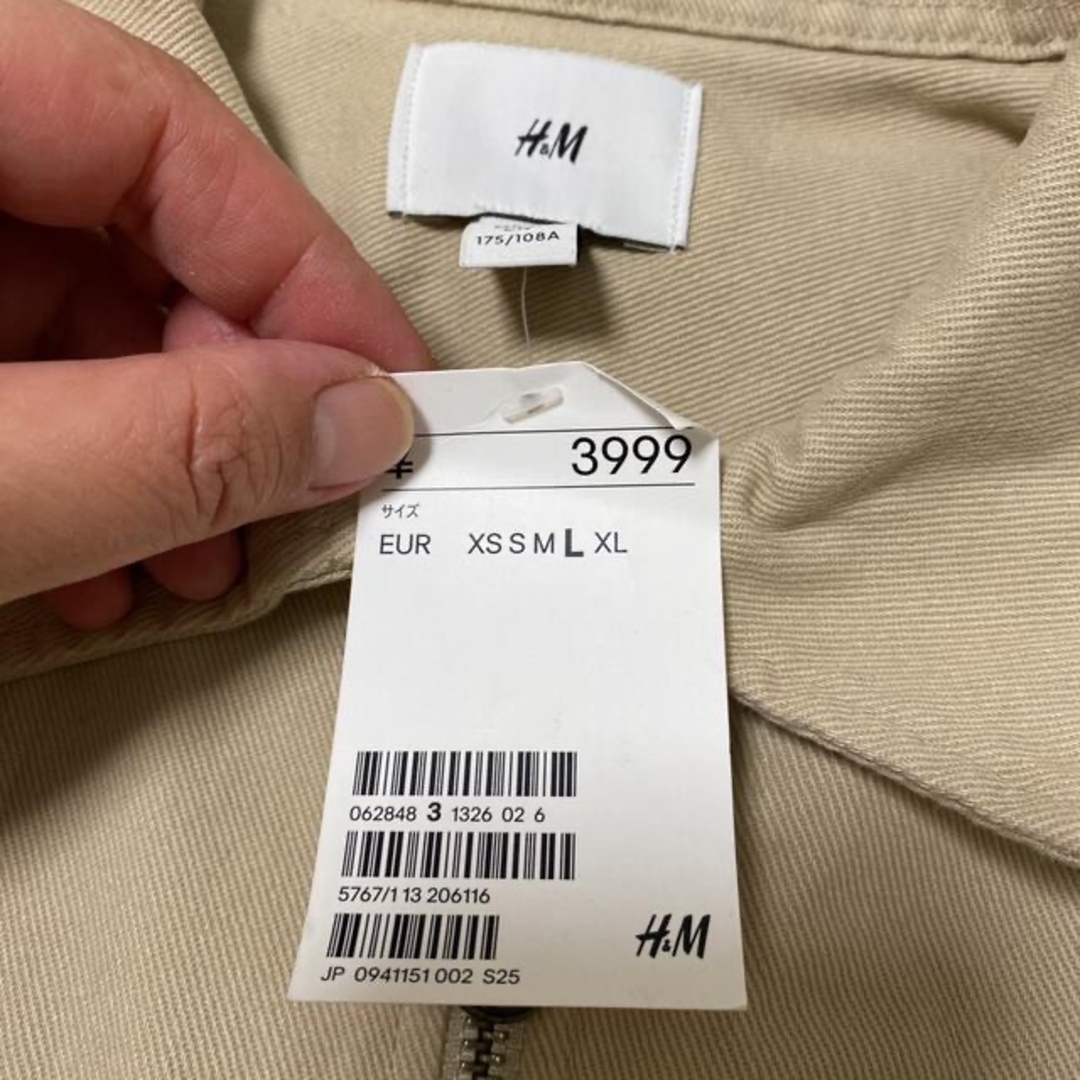 H&M
175/108A
¥ 3999
サイズ
EUR XS S M L XL
062848 3 1326 02 6
5767/1 13 206116
H&M
JP 0941151 002 S25